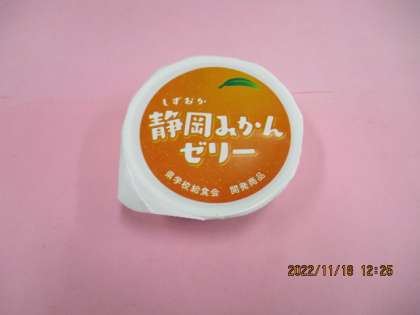 しずおか
静岡みかん
ゼリー
県学校給食会 開発商品
2022/11/18 12:25